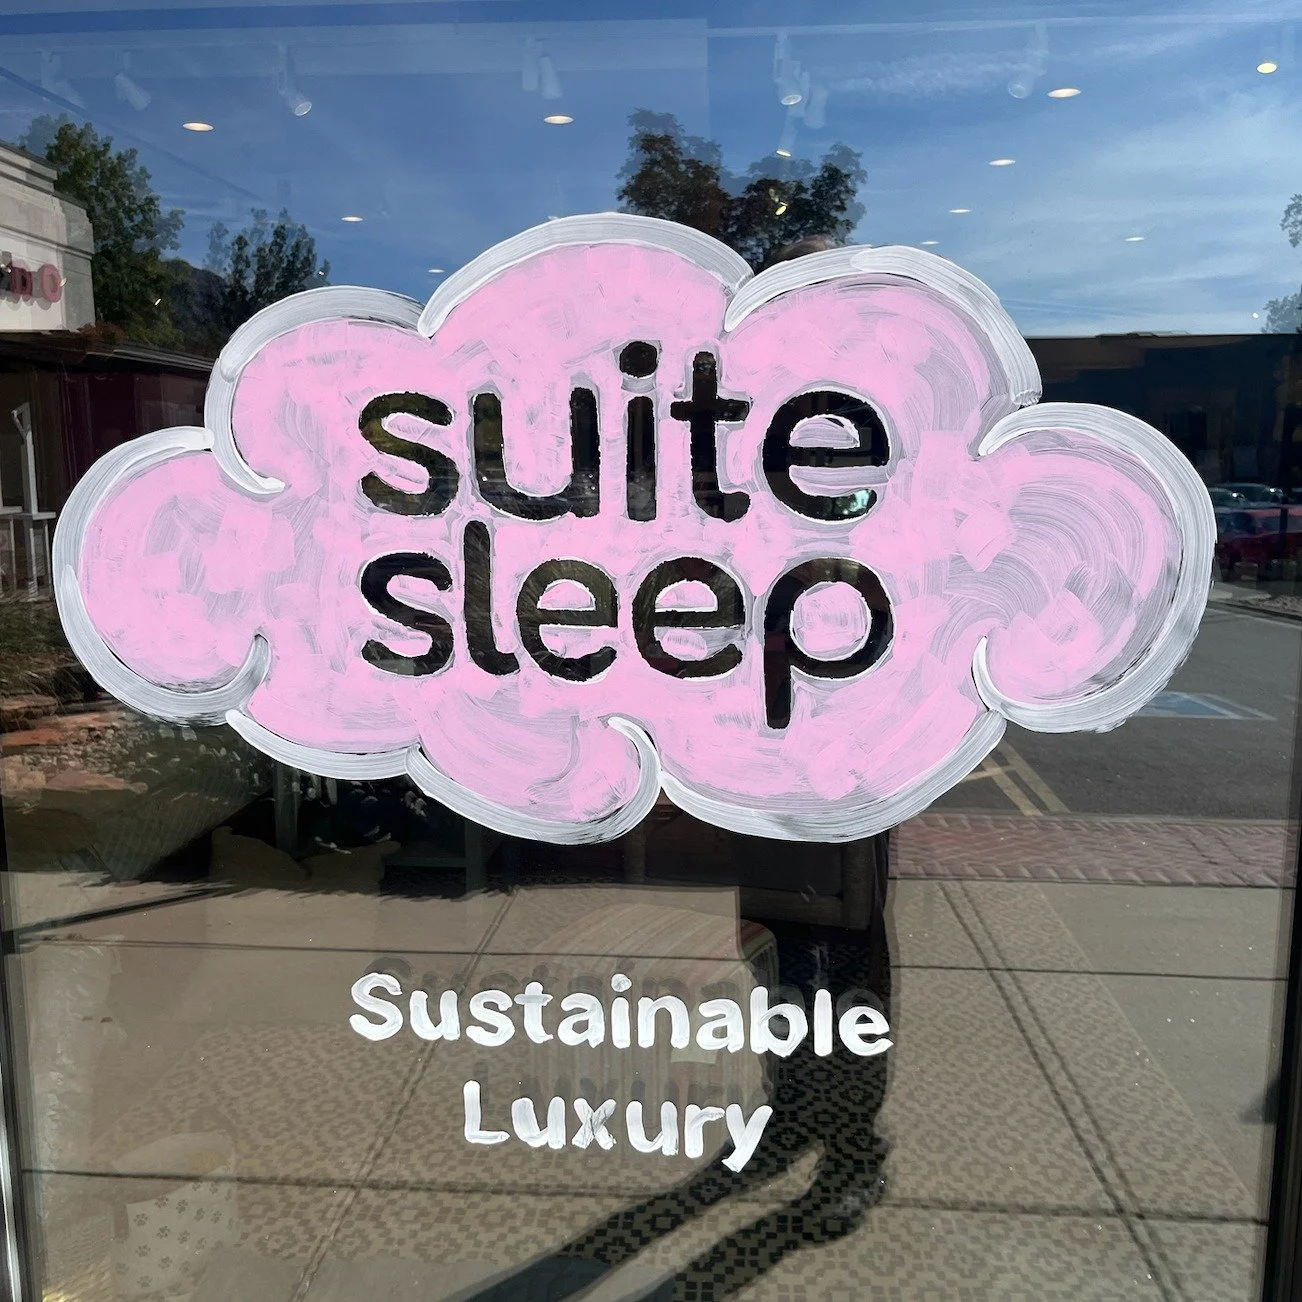 suite
sleep
Sustainable
Luxury